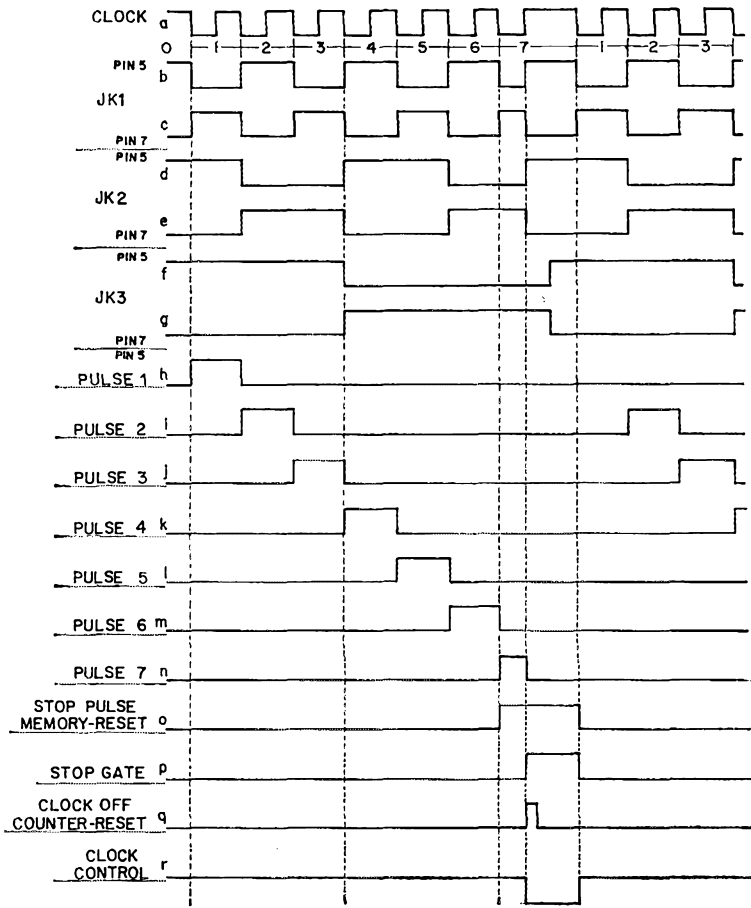 CLOCK a
0 1 2 3 4 5 6 7 1 2 3
PIN 5
b
JK1
c
PIN 7
PIN 5
d
JK2
e
PIN 7
PIN 5
f
JK3
g
PIN 7
PIN 5
PULSE 1 h
PULSE 2 i
PULSE 3 j
PULSE 4 k
PULSE 5 l
PULSE 6 m
PULSE 7 n
STOP PULSE
MEMORY-RESET o
STOP GATE p
CLOCK OFF
COUNTER-RESET q
CLOCK
CONTROL r